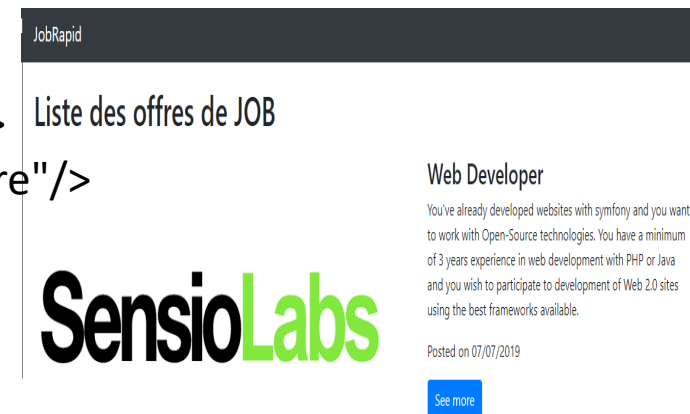 JobRapid
Liste des offres de JOB
>
re"/>
SensioLabs
Web Developer
You've already developed websites with symfony and you want
to work with Open-Source technologies. You have a minimum
of 3 years experience in web development with PHP or Java
and you wish to participate to development of Web 2.0 sites
using the best frameworks available.
Posted on 07/07/2019
See more